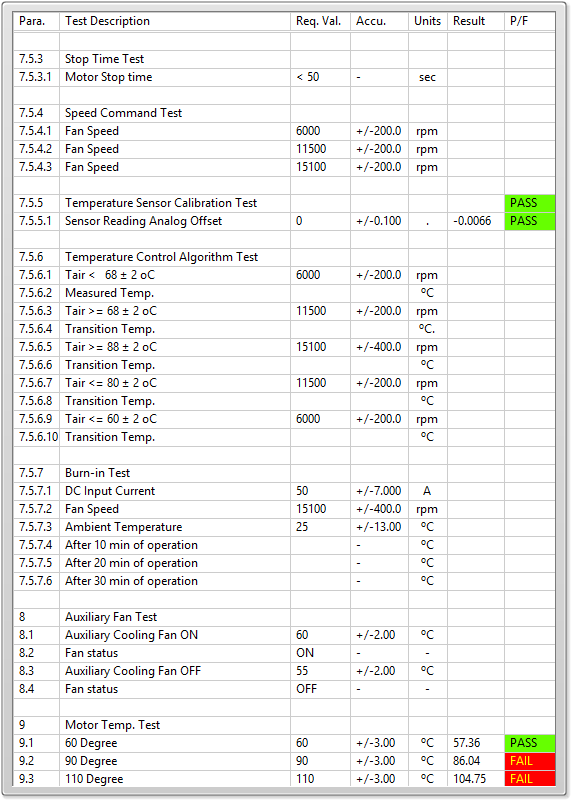 Para. Test Description Req. Val. Accu. Units Result P/F
7.5.3 Stop Time Test
7.5.3.1 Motor Stop time < 50 - sec
7.5.4 Speed Command Test
7.5.4.1 Fan Speed 6000 +/-200.0 rpm
7.5.4.2 Fan Speed 11500 +/-200.0 rpm
7.5.4.3 Fan Speed 15100 +/-200.0 rpm
7.5.5 Temperature Sensor Calibration Test PASS
7.5.5.1 Sensor Reading Analog Offset 0 +/-0.100 . -0.0066 PASS
7.5.6 Temperature Control Algorithm Test
7.5.6.1 Tair < 68 ± 2 oC 6000 +/-200.0 rpm
7.5.6.2 Measured Temp. ºC
7.5.6.3 Tair >= 68 ± 2 oC 11500 +/-200.0 rpm
7.5.6.4 Transition Temp. ºC.
7.5.6.5 Tair >= 88 ± 2 oC 15100 +/-400.0 rpm
7.5.6.6 Transition Temp. ºC
7.5.6.7 Tair <= 80 ± 2 oC 11500 +/-200.0 rpm
7.5.6.8 Transition Temp. ºC
7.5.6.9 Tair <= 60 ± 2 oC 6000 +/-200.0 rpm
7.5.6.10 Transition Temp. ºC
7.5.7 Burn-in Test
7.5.7.1 DC Input Current 50 +/-7.000 A
7.5.7.2 Fan Speed 15100 +/-400.0 rpm
7.5.7.3 Ambient Temperature 25 +/-13.00 ºC
7.5.7.4 After 10 min of operation - ºC
7.5.7.5 After 20 min of operation - ºC
7.5.7.6 After 30 min of operation - ºC
8 Auxiliary Fan Test
8.1 Auxiliary Cooling Fan ON 60 +/-2.00 ºC
8.2 Fan status ON - -
8.3 Auxiliary Cooling Fan OFF 55 +/-2.00 ºC
8.4 Fan status OFF - -
9 Motor Temp. Test
9.1 60 Degree 60 +/-3.00 ºC 57.36 PASS
9.2 90 Degree 90 +/-3.00 ºC 86.04 FAIL
9.3 110 Degree 110 +/-3.00 ºC 104.75 FAIL